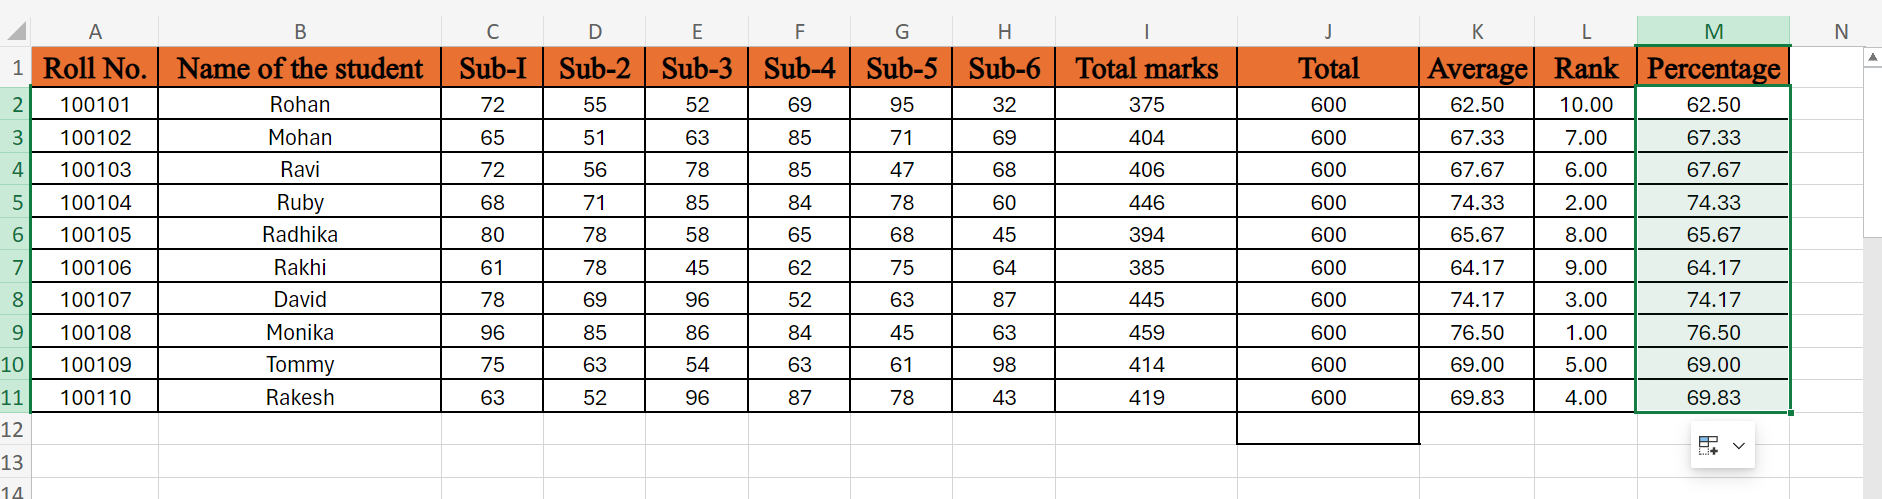 A B C D E F G H I J K L M N
1 Roll No. Name of the student Sub-I Sub-2 Sub-3 Sub-4 Sub-5 Sub-6 Total marks Total Average Rank Percentage
2 100101 Rohan 72 55 52 69 95 32 375 600 62.50 10.00 62.50
3 100102 Mohan 65 51 63 85 71 69 404 600 67.33 7.00 67.33
4 100103 Ravi 72 56 78 85 47 68 406 600 67.67 6.00 67.67
5 100104 Ruby 68 71 85 84 78 60 446 600 74.33 2.00 74.33
6 100105 Radhika 80 78 58 65 68 45 394 600 65.67 8.00 65.67
7 100106 Rakhi 61 78 45 62 75 64 385 600 64.17 9.00 64.17
8 100107 David 78 69 96 52 63 87 445 600 74.17 3.00 74.17
9 100108 Monika 96 85 86 84 45 63 459 600 76.50 1.00 76.50
10 100109 Tommy 75 63 54 63 61 98 414 600 69.00 5.00 69.00
11 100110 Rakesh 63 52 96 87 78 43 419 600 69.83 4.00 69.83
12
13
14